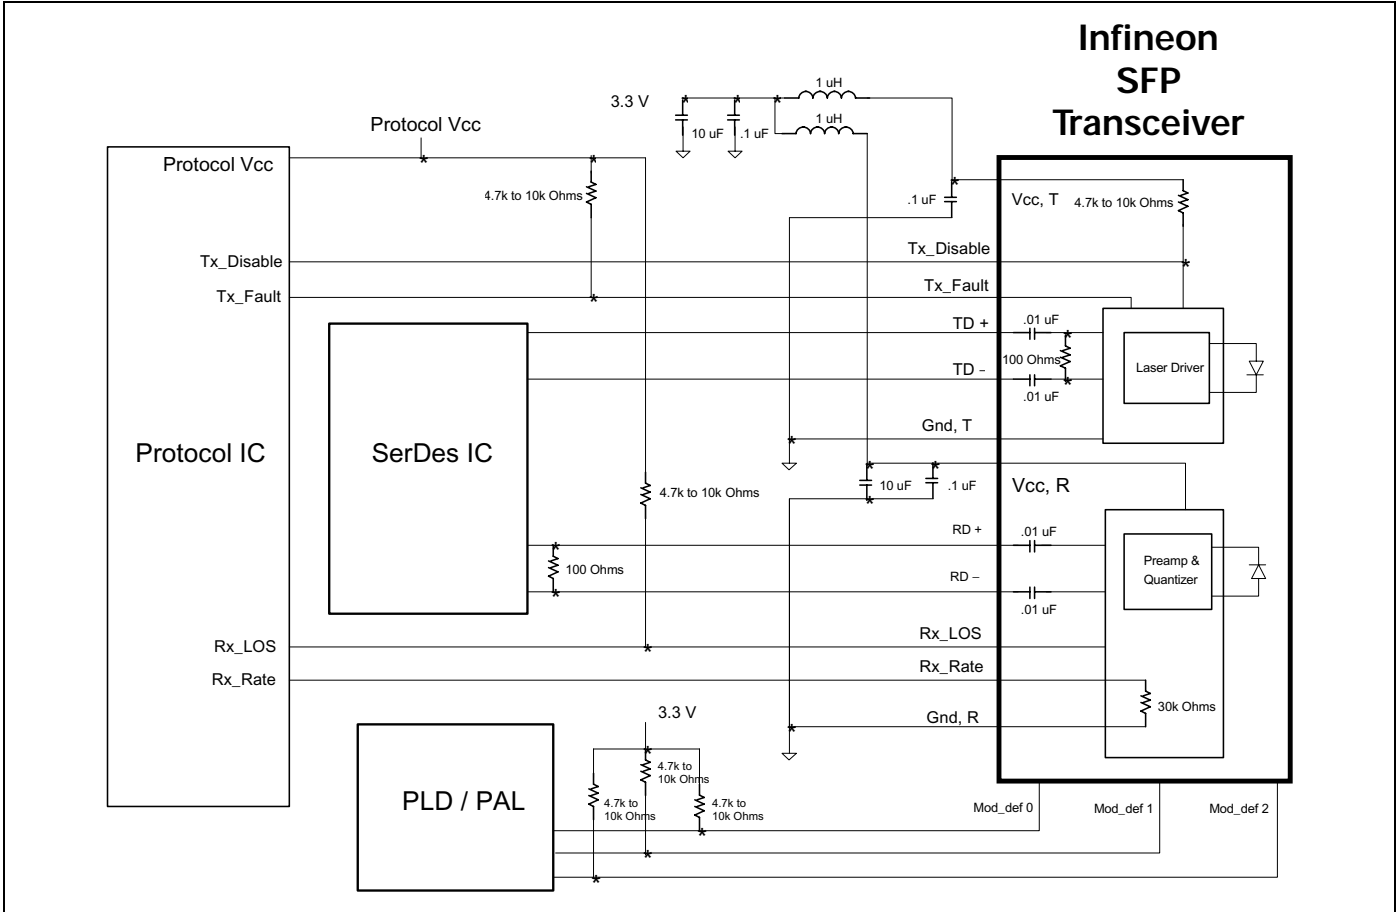 Infineon
SFP
Transceiver
1 uH
3.3 V
1 uH
10 uF
.1 uF
Protocol Vcc
Protocol Vcc
4.7k to 10k Ohms
.1 uF
Vcc, T
4.7k to 10k Ohms
Tx_Disable
Tx_Disable
Tx_Fault
Tx_Fault
TD +
.01 uF
100 Ohms
Laser Driver
TD –
.01 uF
Gnd, T
Protocol IC
SerDes IC
4.7k to 10k Ohms
10 uF
.1 uF
Vcc, R
RD +
.01 uF
100 Ohms
Preamp &
Quantizer
RD –
.01 uF
Rx_LOS
Rx_LOS
Rx_Rate
Rx_Rate
30k Ohms
3.3 V
Gnd, R
PLD / PAL
4.7k to
10k Ohms
4.7k to
10k Ohms
4.7k to
10k Ohms
Mod_def 0
Mod_def 1
Mod_def 2